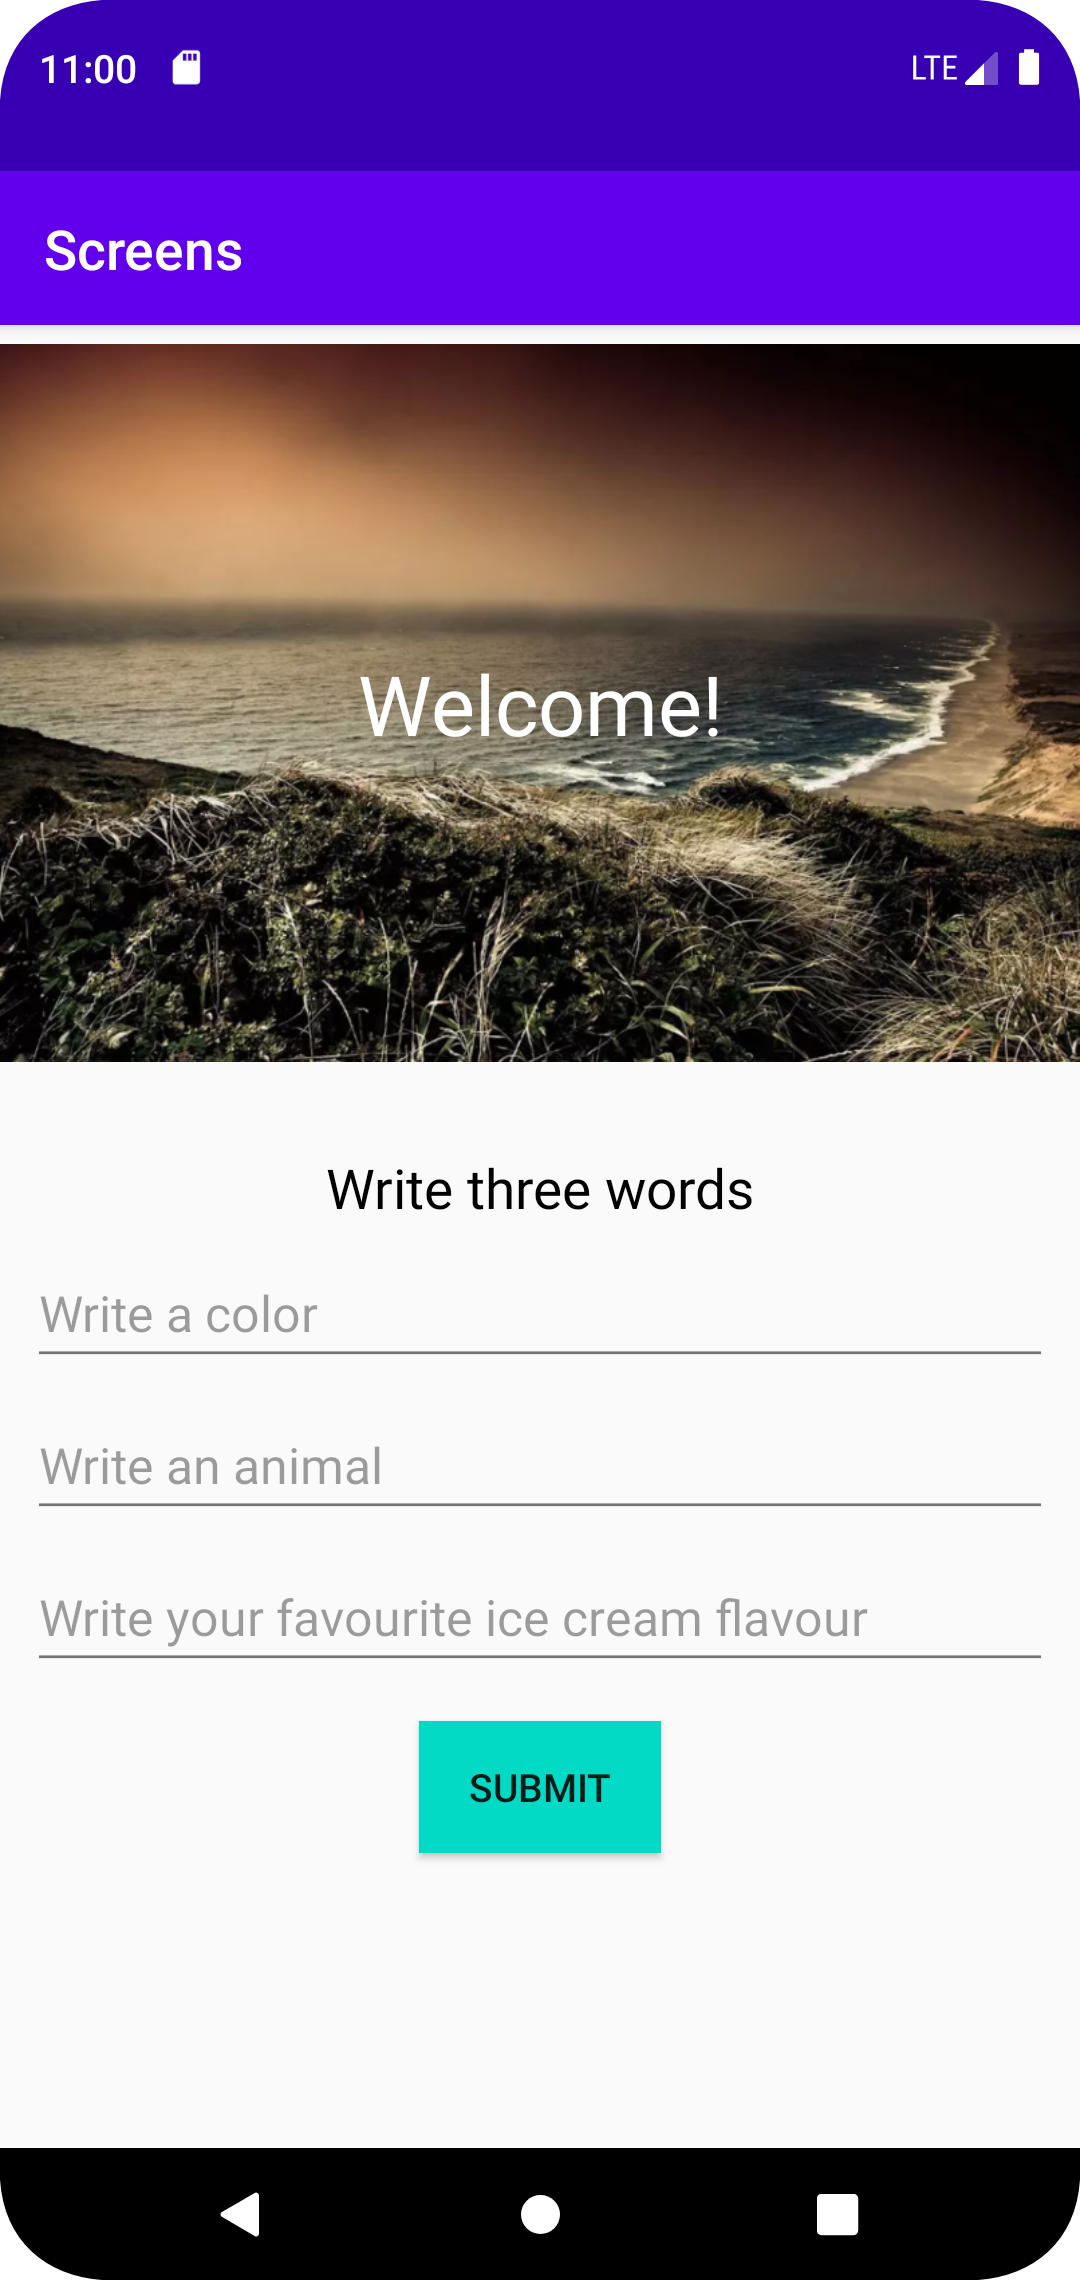 11:00 LTE
Screens
Welcome!
Write three words
Write a color
Write an animal
Write your favourite ice cream flavour
SUBMIT